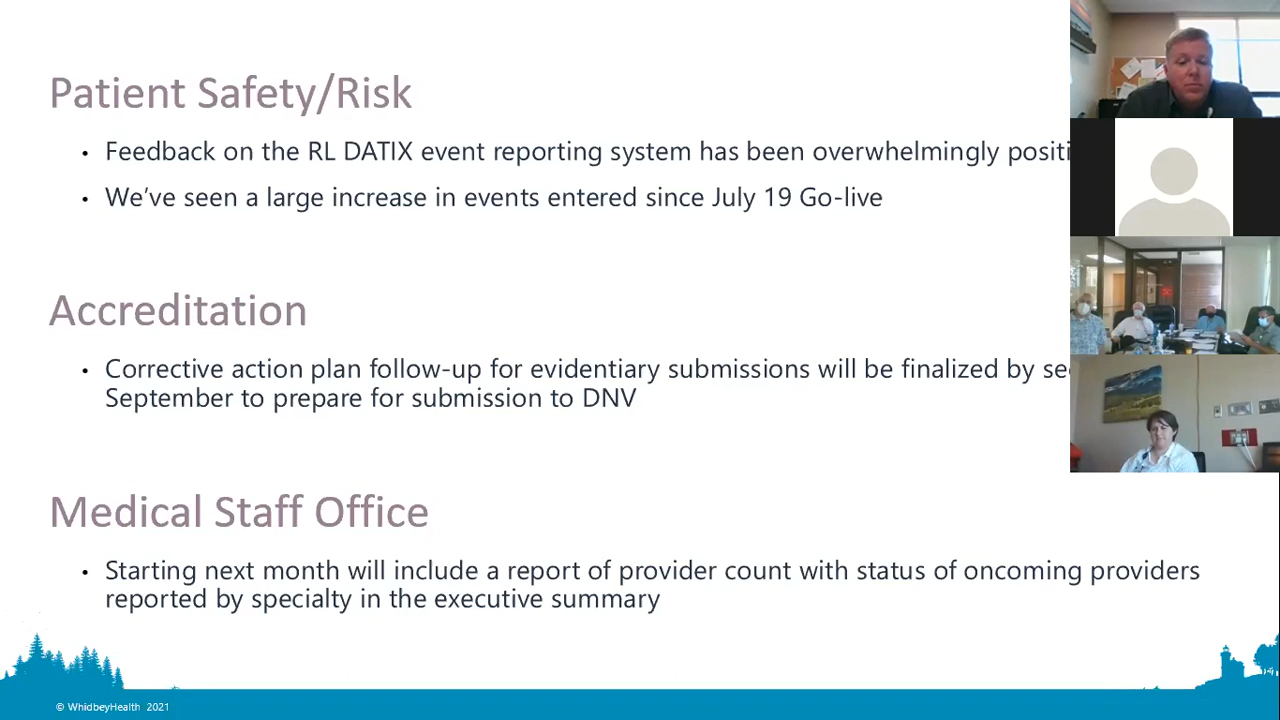 Patient Safety/Risk
• Feedback on the RL DATIX event reporting system has been overwhelmingly positi
• We’ve seen a large increase in events entered since July 19 Go-live
Accreditation
• Corrective action plan follow-up for evidentiary submissions will be finalized by se
September to prepare for submission to DNV
Medical Staff Office
• Starting next month will include a report of provider count with status of oncoming providers
reported by specialty in the executive summary
© WhidbeyHealth 2021